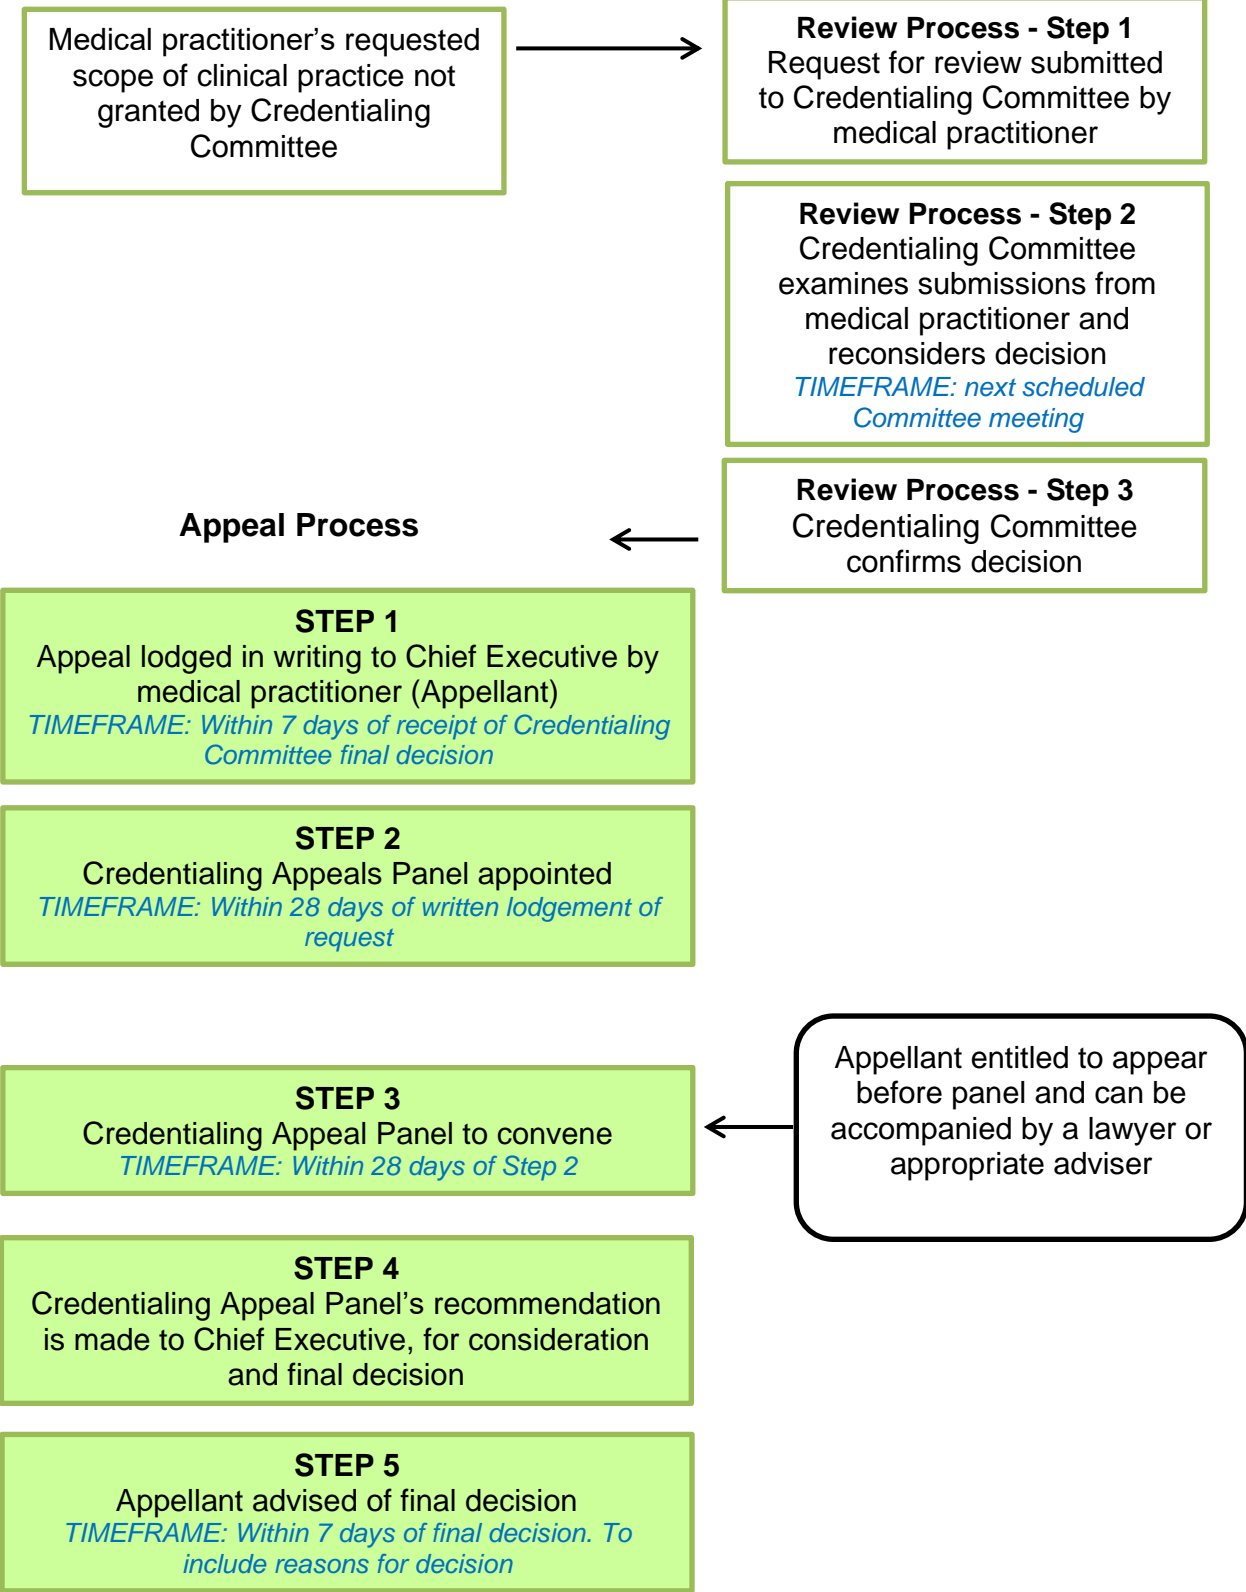 Medical practitioner’s requested
scope of clinical practice not
granted by Credentialing
Committee
Review Process - Step 1
Request for review submitted
to Credentialing Committee by
medical practitioner
Review Process - Step 2
Credentialing Committee
examines submissions from
medical practitioner and
reconsiders decision
TIMEFRAME: next scheduled
Committee meeting
Review Process - Step 3
Credentialing Committee
confirms decision
Appeal Process
STEP 1
Appeal lodged in writing to Chief Executive by
medical practitioner (Appellant)
TIMEFRAME: Within 7 days of receipt of Credentialing
Committee final decision
STEP 2
Credentialing Appeals Panel appointed
TIMEFRAME: Within 28 days of written lodgement of
request
STEP 3
Credentialing Appeal Panel to convene
TIMEFRAME: Within 28 days of Step 2
Appellant entitled to appear
before panel and can be
accompanied by a lawyer or
appropriate adviser
STEP 4
Credentialing Appeal Panel’s recommendation
is made to Chief Executive, for consideration
and final decision
STEP 5
Appellant advised of final decision
TIMEFRAME: Within 7 days of final decision. To
include reasons for decision